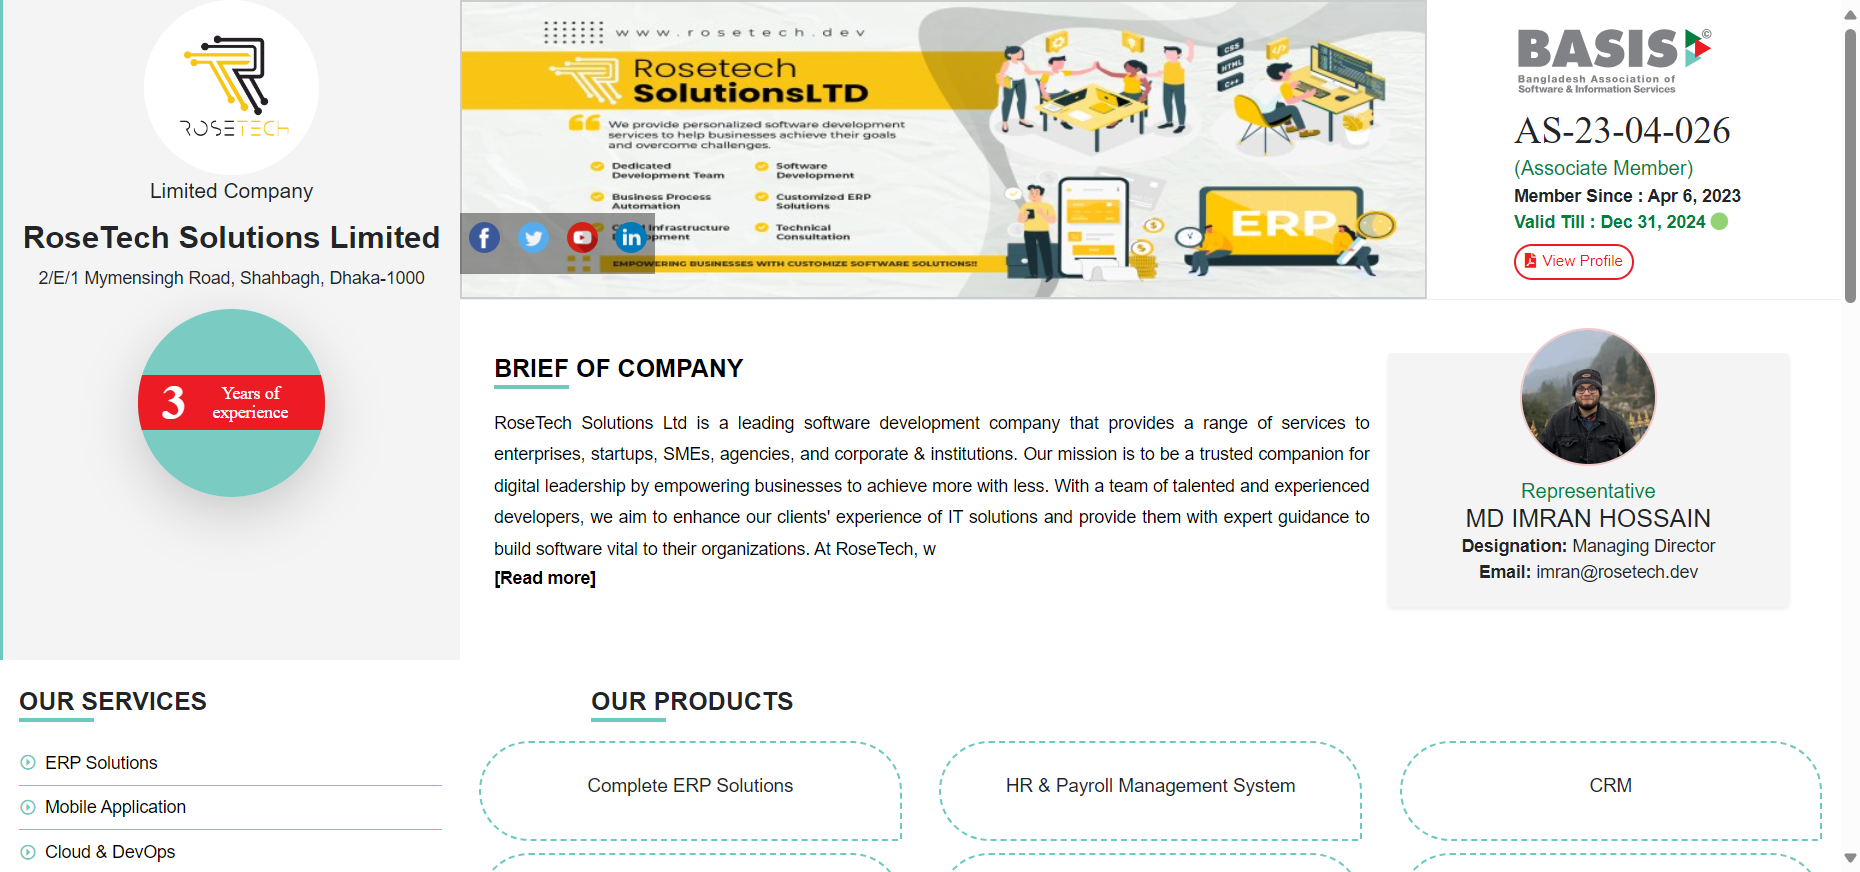 ROSETECH
Limited Company
RoseTech Solutions Limited
2/E/1 Mymensingh Road, Shahbagh, Dhaka-1000
3
Years of
experience
www.rosetech.dev
Rosetech
SolutionsLTD
We provide personalized software development
services to help businesses achieve their goals
and overcome challenges.
Dedicated
Development Team
Software
Development
Business Process
Automation
Customized ERP
Solutions
Infrastructure
Technical
Consultation
EMPOWERING BUSINESSES WITH CUSTOMIZE SOFTWARE SOLUTIONS!!
CSS
HTML
C++
ERP
BASIS
Bangladesh Association of
Software & Information Services
AS-23-04-026
(Associate Member)
Member Since : Apr 6, 2023
Valid Till : Dec 31, 2024
View Profile
BRIEF OF COMPANY
RoseTech Solutions Ltd is a leading software development company that provides a range of services to
enterprises, startups, SMEs, agencies, and corporate & institutions. Our mission is to be a trusted companion for
digital leadership by empowering businesses to achieve more with less. With a team of talented and experienced
developers, we aim to enhance our clients' experience of IT solutions and provide them with expert guidance to
build software vital to their organizations. At RoseTech, w
[Read more]
Representative
MD IMRAN HOSSAIN
Designation: Managing Director
Email: imran@rosetech.dev
OUR SERVICES
ERP Solutions
Mobile Application
Cloud & DevOps
OUR PRODUCTS
Complete ERP Solutions
HR & Payroll Management System
CRM